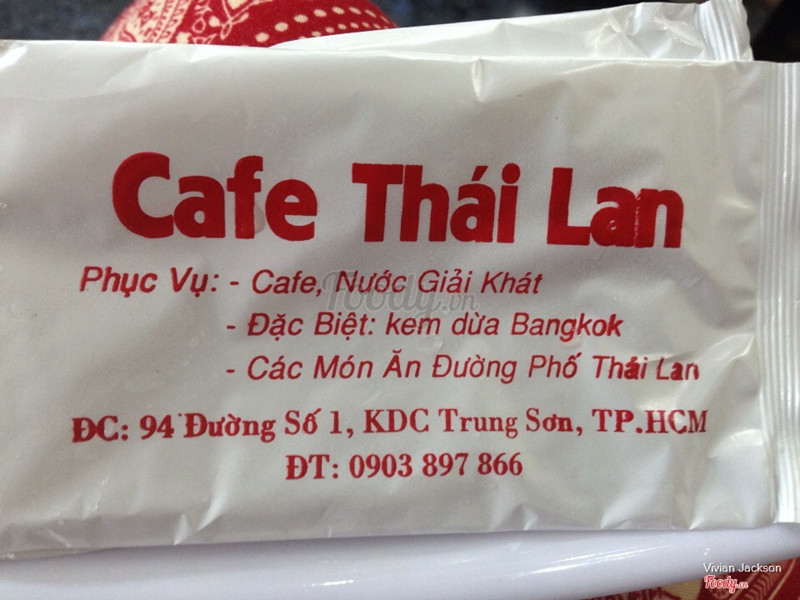 Cafe Thái Lan
Phục Vụ: - Cafe, Nước Giải Khát
Foody.vn
- Đặc Biệt: kem dừa Bangkok
- Các Món Ăn Đường Phố Thái Lan
ĐC: 94 Đường Số 1, KDC Trung Sơn, TP.HCM
ĐT: 0903 897 866
Vivian Jackson
Foody.vn